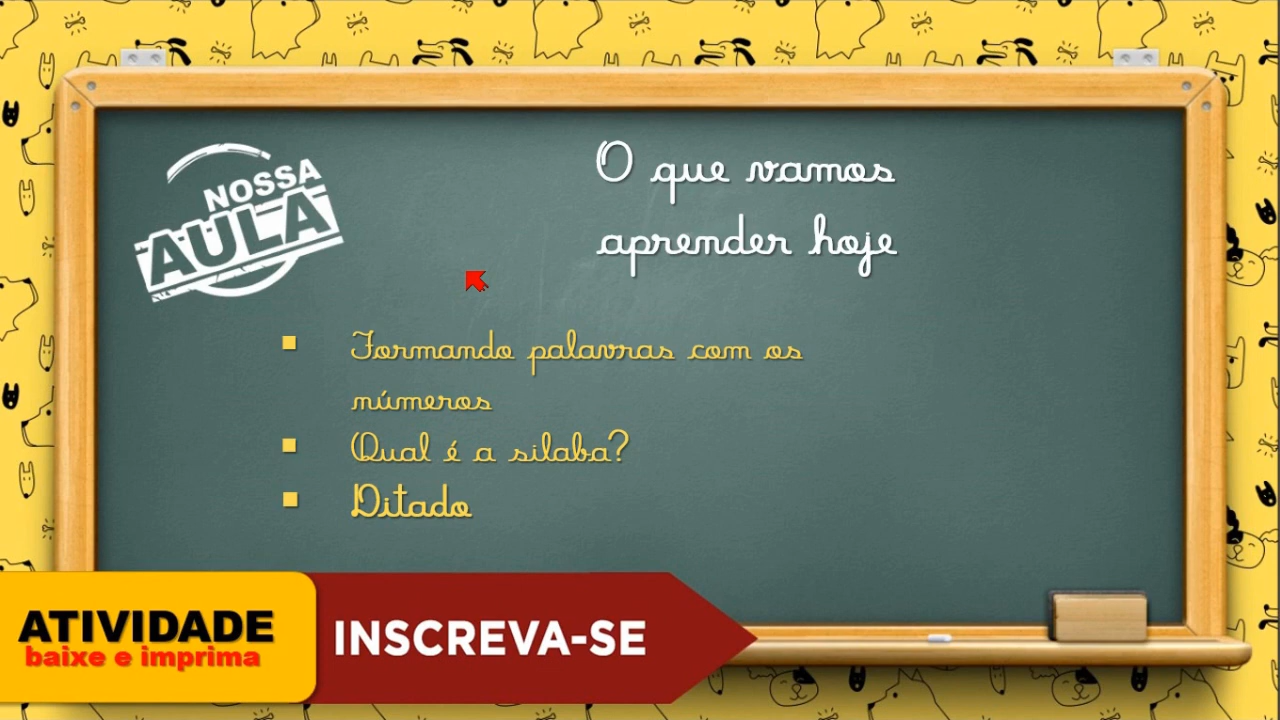 NOSSA
AULA
O que vamos
aprender hoje
Formando palavras com os
números
Qual é a silaba?
Ditado
ATIVIDADE
baixe e imprima
INSCREVA-SE